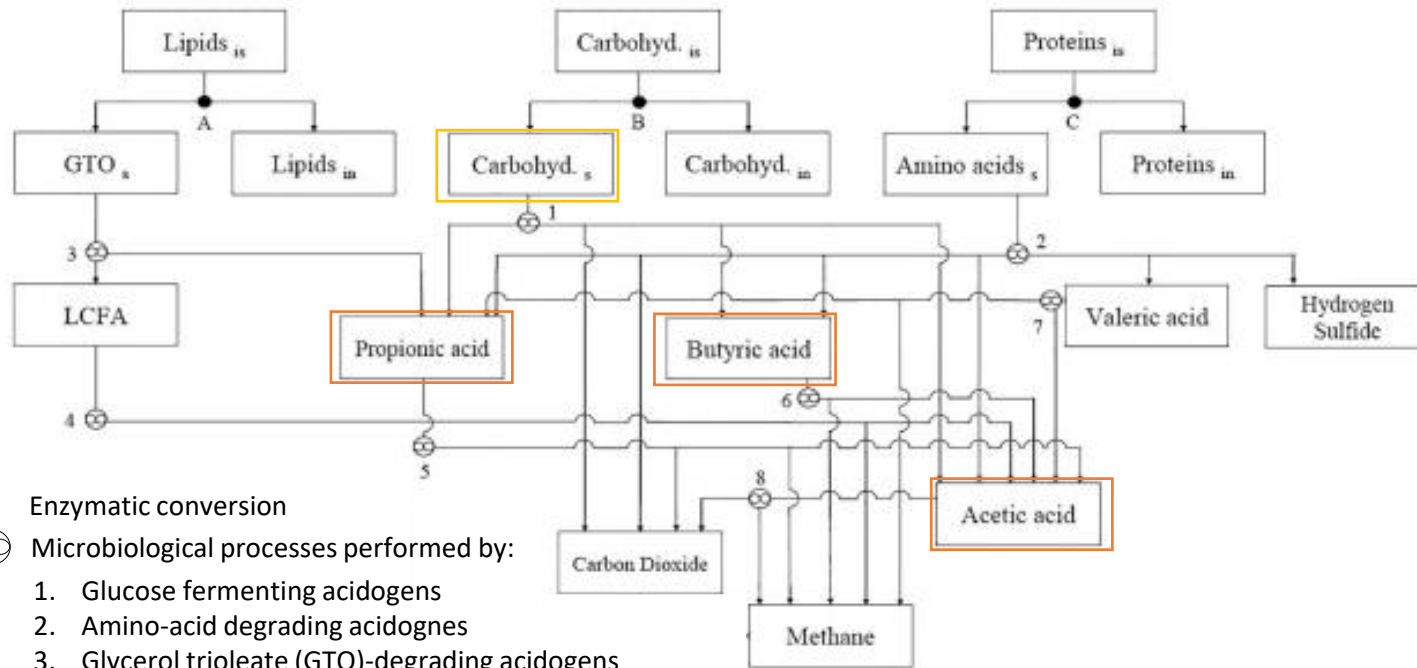 Lipids is
Carbohyd. is
Proteins is
A
B
C
GTO s
Lipids in
Carbohyd. s
Carbohyd. in
Amino acids s
Proteins in
1
2
3
LCFA
Propionic acid
Butyric acid
7
Valeric acid
Hydrogen
Sulfide
6
4
5
8
Acetic acid
Enzymatic conversion
Microbiological processes performed by:
Carbon Dioxide
1. Glucose fermenting acidogens
2. Amino-acid degrading acidognes
Methane
3. Glycerol trioleate (GTO)-degrading acidogens